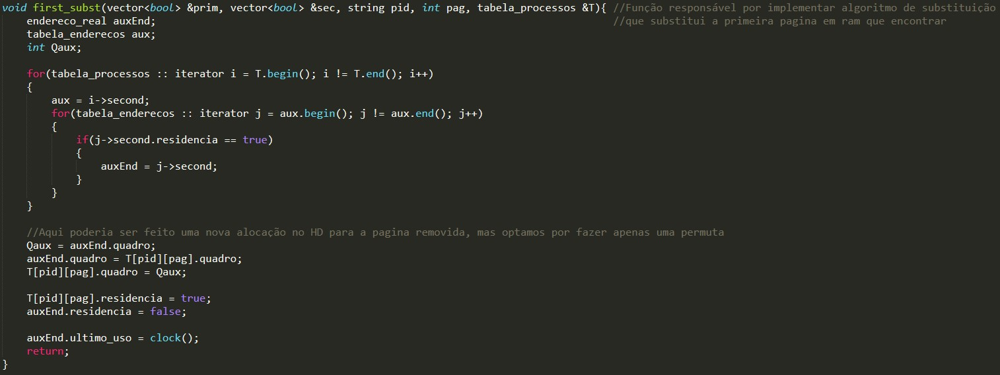 void first_subst(vector<bool> &prim, vector<bool> &sec, string pid, int pag, tabela_processos &T){ //Função responsável por implementar algoritmo de substituição
    endereco_real auxEnd;                                                                          //que substitui a primeira pagina em ram que encontrar
    tabela_enderecos aux;
    int Qaux;

    for(tabela_processos :: iterator i = T.begin(); i != T.end(); i++)
    {
        aux = i->second;
        for(tabela_enderecos :: iterator j = aux.begin(); j != aux.end(); j++)
        {
            if(j->second.residencia == true)
            {
                auxEnd = j->second;
            }
        }
    }

    //Aqui poderia ser feito uma nova alocação no HD para a pagina removida, mas optamos por fazer apenas uma permuta
    Qaux = auxEnd.quadro;
    auxEnd.quadro = T[pid][pag].quadro;
    T[pid][pag].quadro = Qaux;

    T[pid][pag].residencia = true;
    auxEnd.residencia = false;

    auxEnd.ultimo_uso = clock();
    return;
}